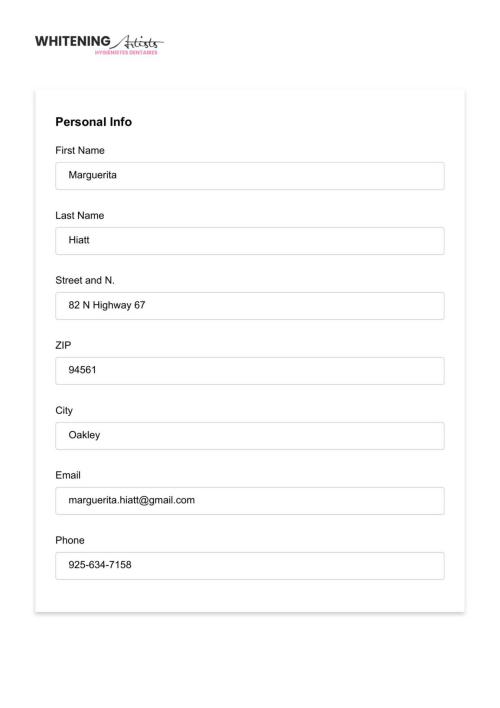 WHITENING Artists
HYGIÉNISTES DENTAIRES
Personal Info
First Name
Marguerita
Last Name
Hiatt
Street and N.
82 N Highway 67
ZIP
94561
City
Oakley
Email
marguerita.hiatt@gmail.com
Phone
925-634-7158